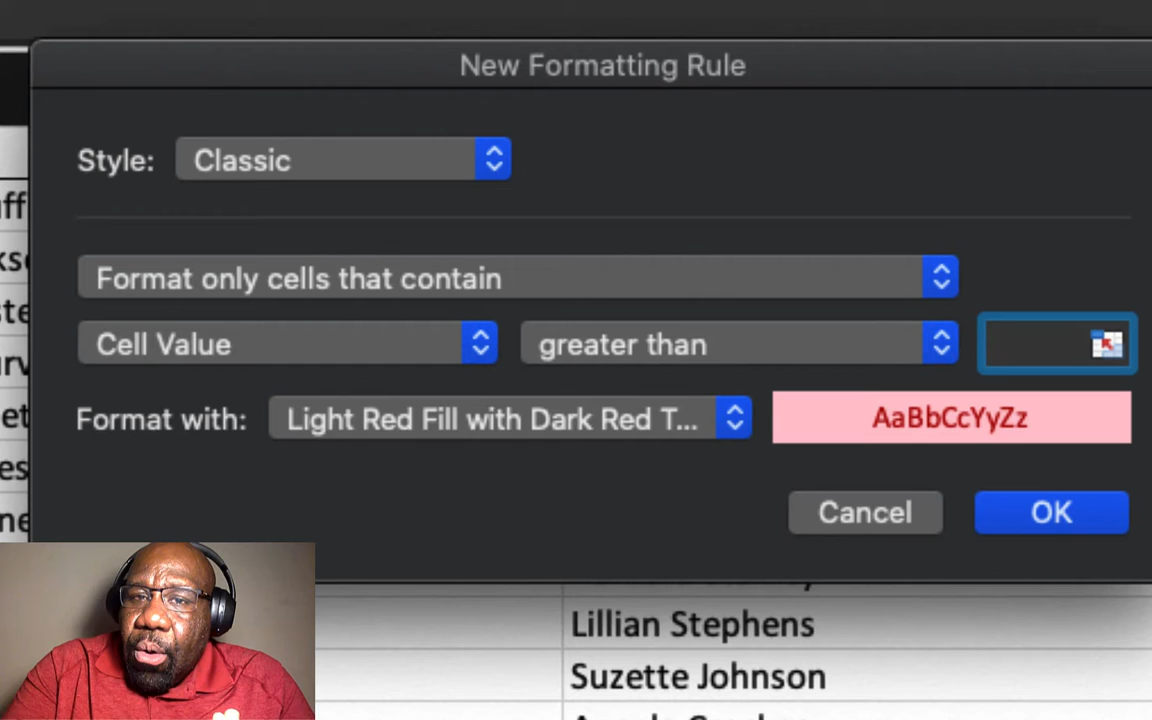 New Formatting Rule
Style: Classic
Format only cells that contain
Cell Value greater than
Format with: Light Red Fill with Dark Red T... AaBbCcYyZz
Cancel OK
Lillian Stephens
Suzette Johnson